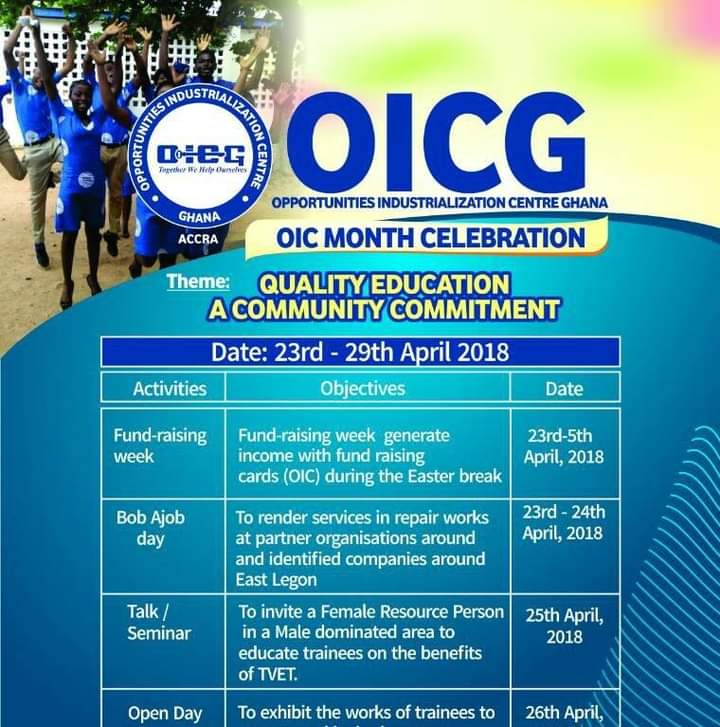 OPPORTUNITIES INDUSTRIALIZATION CENTRE
OICG
Together We Help Ourselves
GHANA
ACCRA
OICG
OPPORTUNITIES INDUSTRIALIZATION CENTRE GHANA
OIC MONTH CELEBRATION
Theme: QUALITY EDUCATION
A COMMUNITY COMMITMENT
Date: 23rd - 29th April 2018
Activities Objectives Date
Fund-raising Fund-raising week generate 23rd-5th
week income with fund raising April, 2018
cards (OIC) during the Easter break
Bob Ajob To render services in repair works 23rd - 24th
day at partner organisations around April, 2018
and identified companies around
East Legon
Talk / To invite a Female Resource Person 25th April,
Seminar in a Male dominated area to 2018
educate trainees on the benefits
of TVET.
Open Day To exhibit the works of trainees to 26th April,